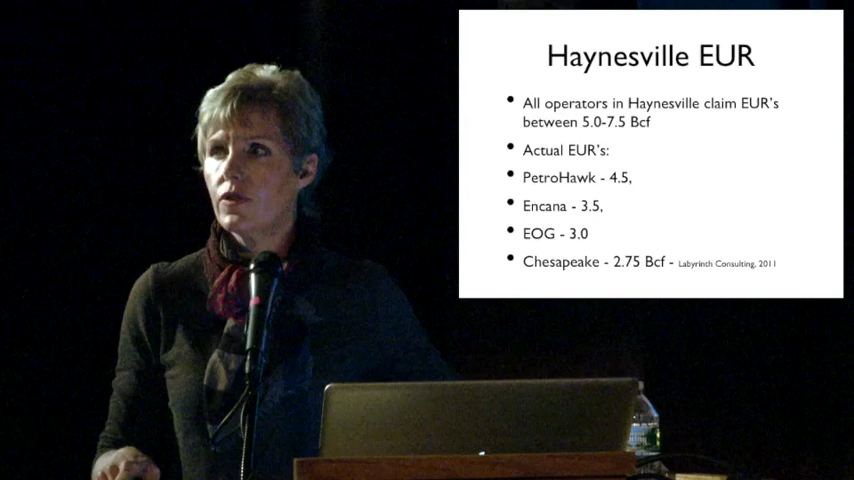 Haynesville EUR
• All operators in Haynesville claim EUR's
between 5.0-7.5 Bcf
• Actual EUR's:
• PetroHawk - 4.5,
• Encana - 3.5,
• EOG - 3.0
• Chesapeake - 2.75 Bcf - Labyrinth Consulting, 2011